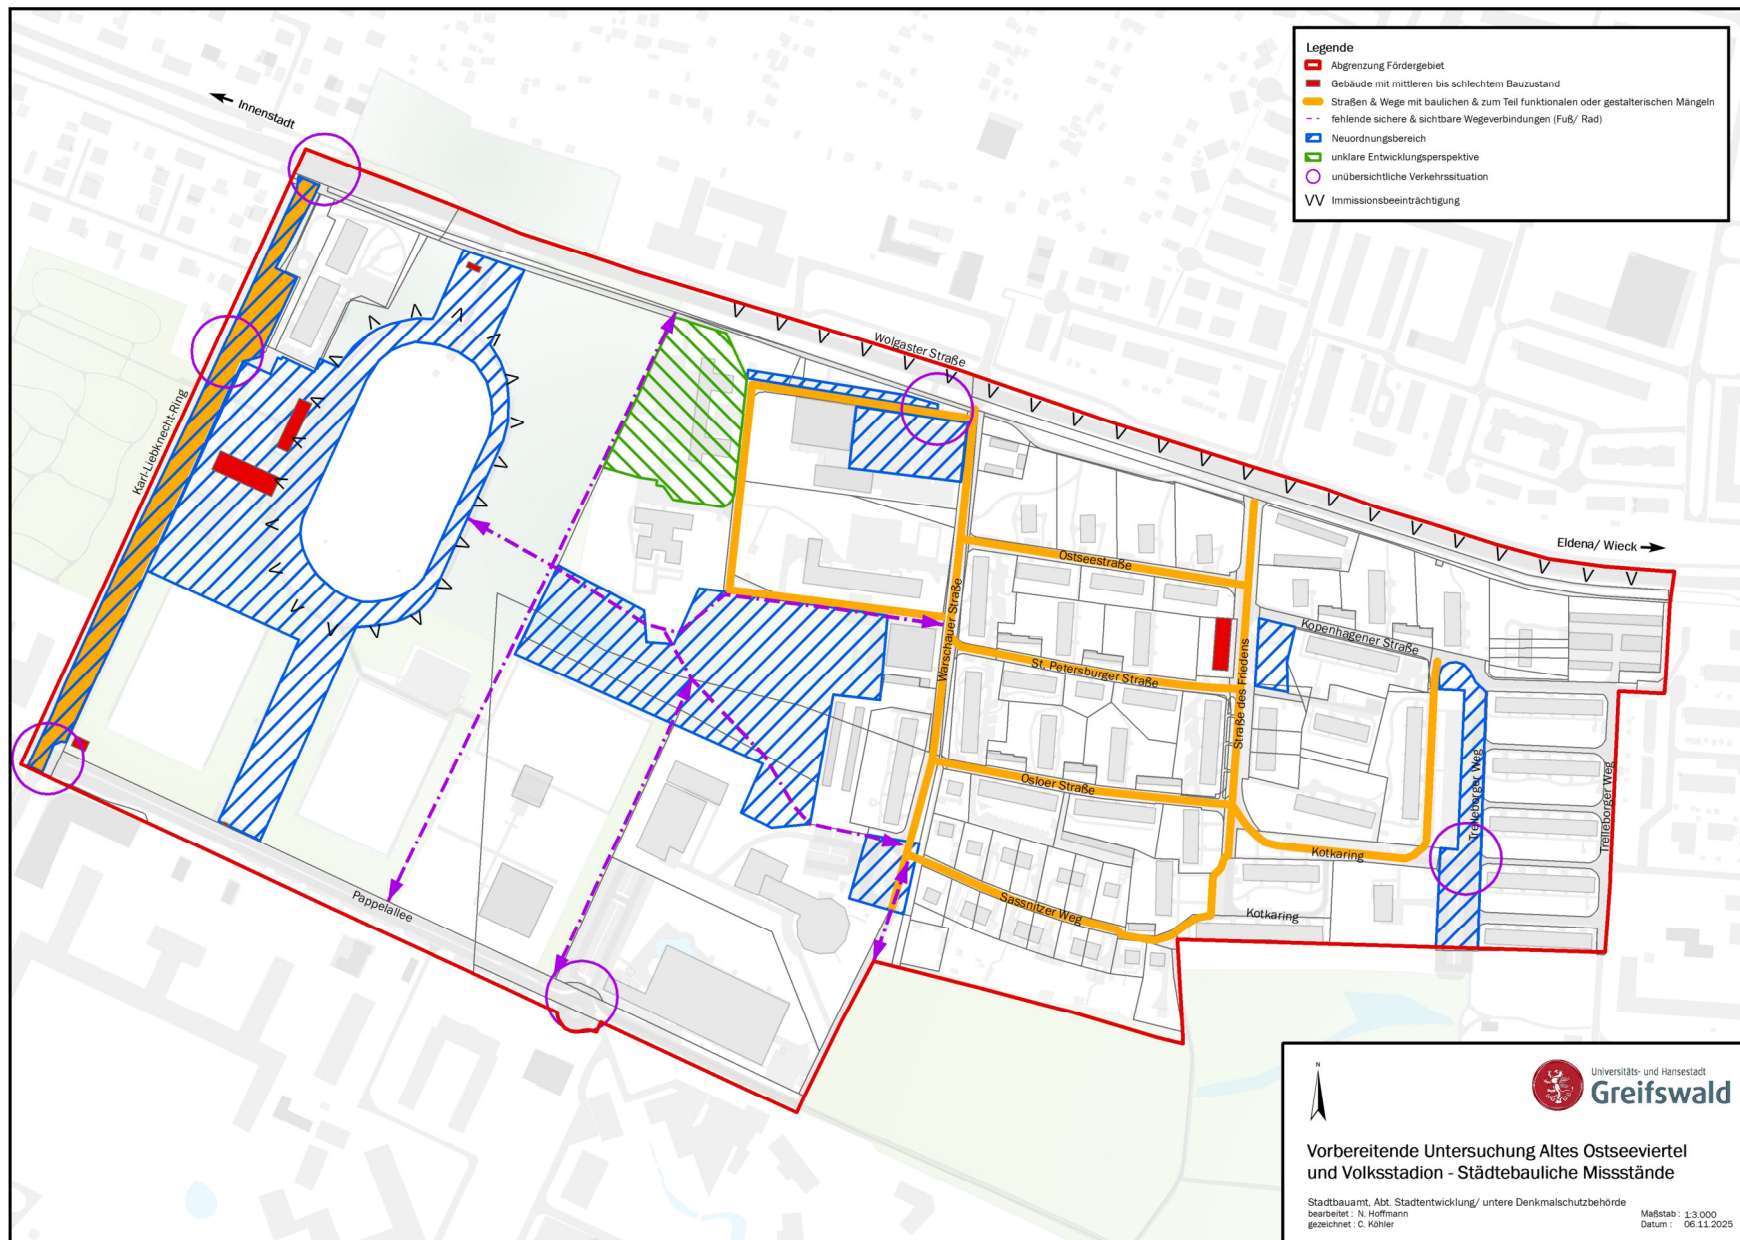 Legende
Abgrenzung Fördergebiet
Gebäude mit mittleren bis schlechtem Bauzustand
Straßen & Wege mit baulichen & zum Teil funktionalen oder gestalterischen Mängeln
fehlende sichere & sichtbare Wegeverbindungen (Fuß/ Rad)
Neuordnungsbereich
unklare Entwicklungsperspektive
unübersichtliche Verkehrssituation
VV Immissionsbeeinträchtigung
Innenstadt
Wolgaster Straße
Karl-Liebknecht-Ring
Eldena/ Wieck
Ostseestraße
Warschauer Straße
Kopenhagener Straße
St. Petersburger Straße
Straße des Friedens
Osloer Straße
Trelleborger Weg
Trelleborger Weg
Kotkaring
Sassnitzer Weg
Kotkaring
Pappelallee
N
Universitäts- und Hansestadt
Greifswald
Vorbereitende Untersuchung Altes Ostseeviertel
und Volksstadion - Städtebauliche Missstände
Stadtbauamt, Abt. Stadtentwicklung/ untere Denkmalschutzbehörde
bearbeitet : N. Hoffmann
gezeichnet : C. Köhler
Maßstab : 1:3.000
Datum : 06.11.2025